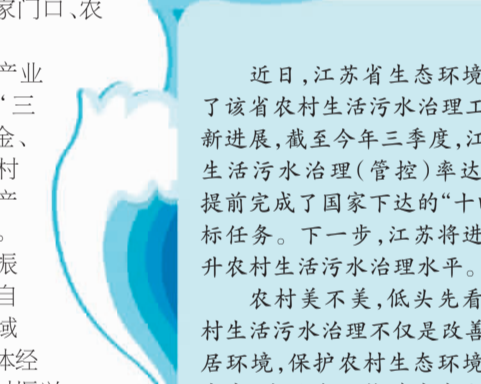 家门口、农
产业
“三
金、
村
产
。
振
自
域
体经
近日,江苏省生态环境
了该省农村生活污水治理工
新进展,截至今年三季度,江
生活污水治理(管控)率达
提前完成了国家下达的“十
标任务。下一步,江苏将进
升农村生活污水治理水平。
农村美不美,低头先看
村生活污水治理不仅是改善
居环境,保护农村生态环境